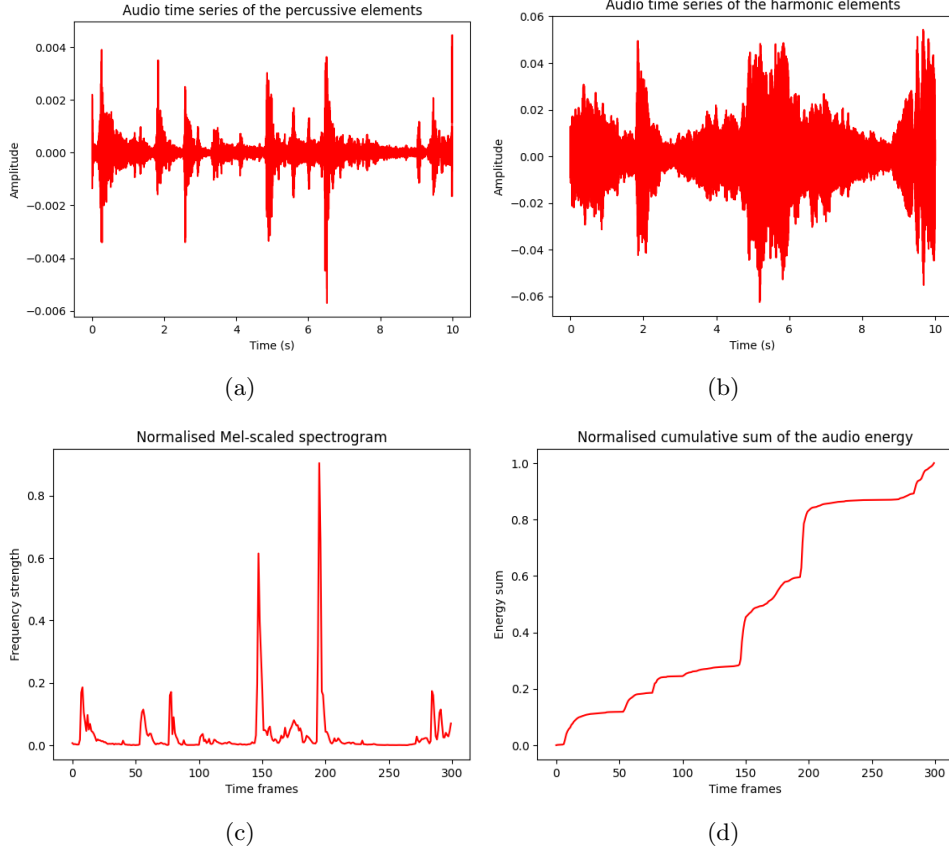 Audio time series of the percussive elements
0.004
0.002
0.000
−0.002
−0.004
−0.006
Amplitude
0 2 4 6 8 10
Time (s)
(a)
Audio time series of the harmonic elements
0.06
0.04
0.02
0.00
−0.02
−0.04
−0.06
Amplitude
0 2 4 6 8 10
Time (s)
(b)
Normalised Mel-scaled spectrogram
0.8
0.6
0.4
0.2
0.0
Frequency strength
0 50 100 150 200 250 300
Time frames
(c)
Normalised cumulative sum of the audio energy
1.0
0.8
0.6
0.4
0.2
0.0
Energy sum
0 50 100 150 200 250 300
Time frames
(d)